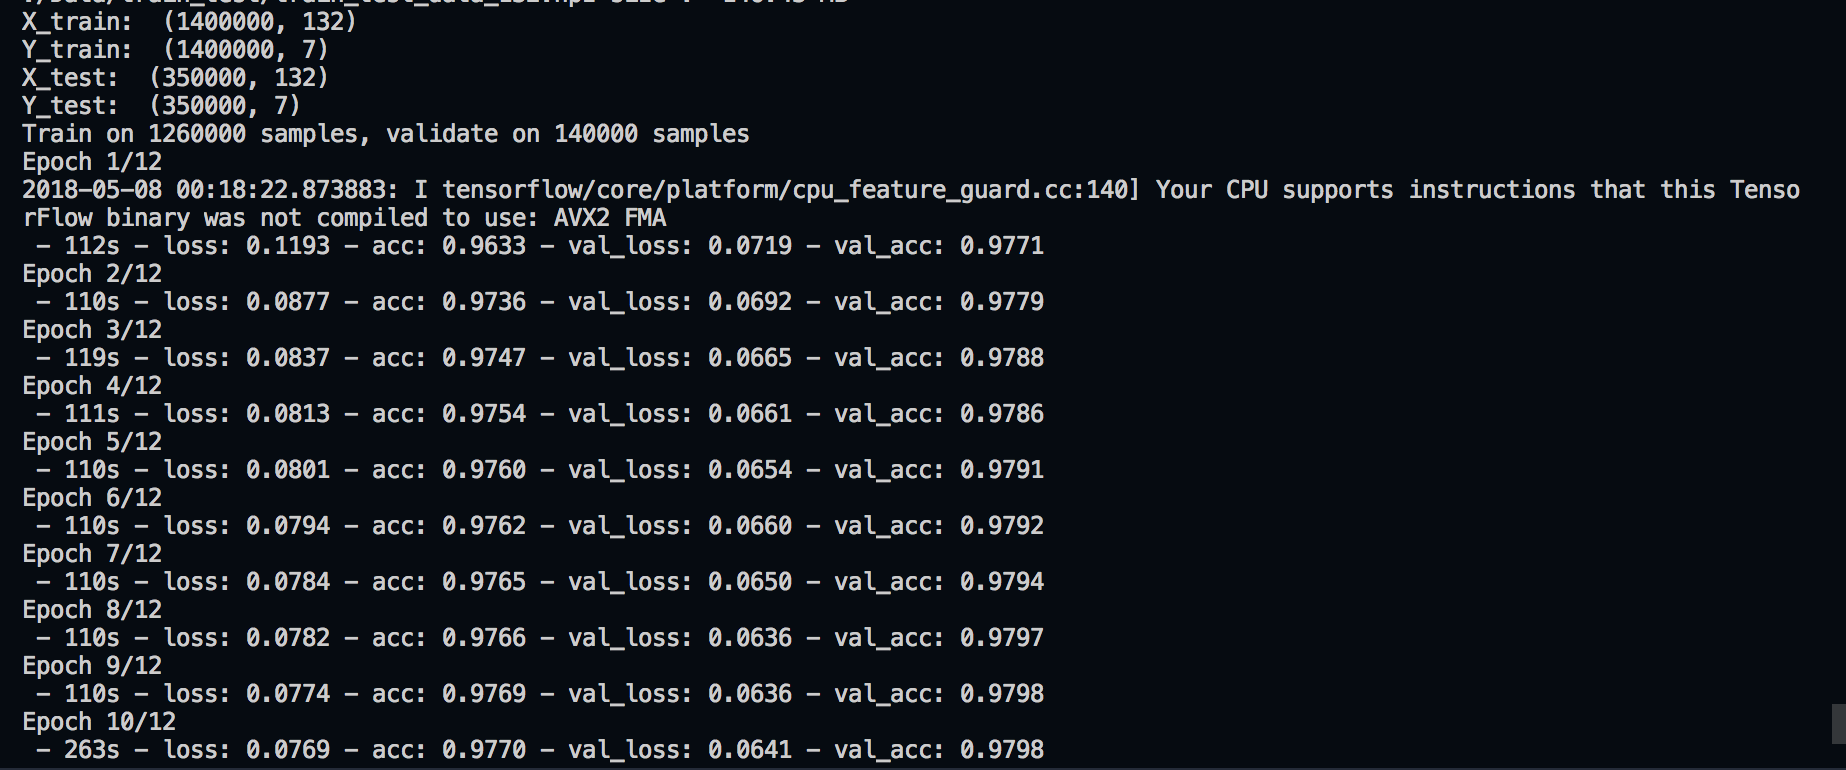 X_train:  (1400000, 132)
Y_train:  (1400000, 7)
X_test:  (350000, 132)
Y_test:  (350000, 7)
Train on 1260000 samples, validate on 140000 samples
Epoch 1/12
2018-05-08 00:18:22.873883: I tensorflow/core/platform/cpu_feature_guard.cc:140] Your CPU supports instructions that this Tenso
rFlow binary was not compiled to use: AVX2 FMA
 - 112s - loss: 0.1193 - acc: 0.9633 - val_loss: 0.0719 - val_acc: 0.9771
Epoch 2/12
 - 110s - loss: 0.0877 - acc: 0.9736 - val_loss: 0.0692 - val_acc: 0.9779
Epoch 3/12
 - 119s - loss: 0.0837 - acc: 0.9747 - val_loss: 0.0665 - val_acc: 0.9788
Epoch 4/12
 - 111s - loss: 0.0813 - acc: 0.9754 - val_loss: 0.0661 - val_acc: 0.9786
Epoch 5/12
 - 110s - loss: 0.0801 - acc: 0.9760 - val_loss: 0.0654 - val_acc: 0.9791
Epoch 6/12
 - 110s - loss: 0.0794 - acc: 0.9762 - val_loss: 0.0660 - val_acc: 0.9792
Epoch 7/12
 - 110s - loss: 0.0784 - acc: 0.9765 - val_loss: 0.0650 - val_acc: 0.9794
Epoch 8/12
 - 110s - loss: 0.0782 - acc: 0.9766 - val_loss: 0.0636 - val_acc: 0.9797
Epoch 9/12
 - 110s - loss: 0.0774 - acc: 0.9769 - val_loss: 0.0636 - val_acc: 0.9798
Epoch 10/12
 - 263s - loss: 0.0769 - acc: 0.9770 - val_loss: 0.0641 - val_acc: 0.9798